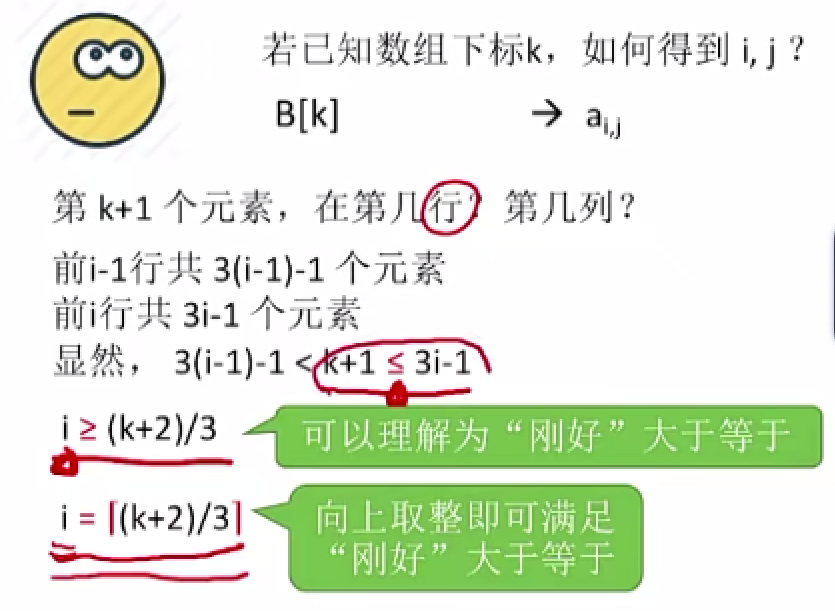 若已知数组下标k，如何得到 i, j ？
B[k] → aᵢ,ⱼ
第 k+1 个元素，在第几行？第几列？
前i-1行共 3(i-1)-1 个元素
前i行共 3i-1 个元素
显然， 3(i-1)-1 < k+1 ≤ 3i-1
i ≥ (k+2)/3
可以理解为“刚好”大于等于
i = ⌈(k+2)/3⌉
向上取整即可满足
“刚好”大于等于